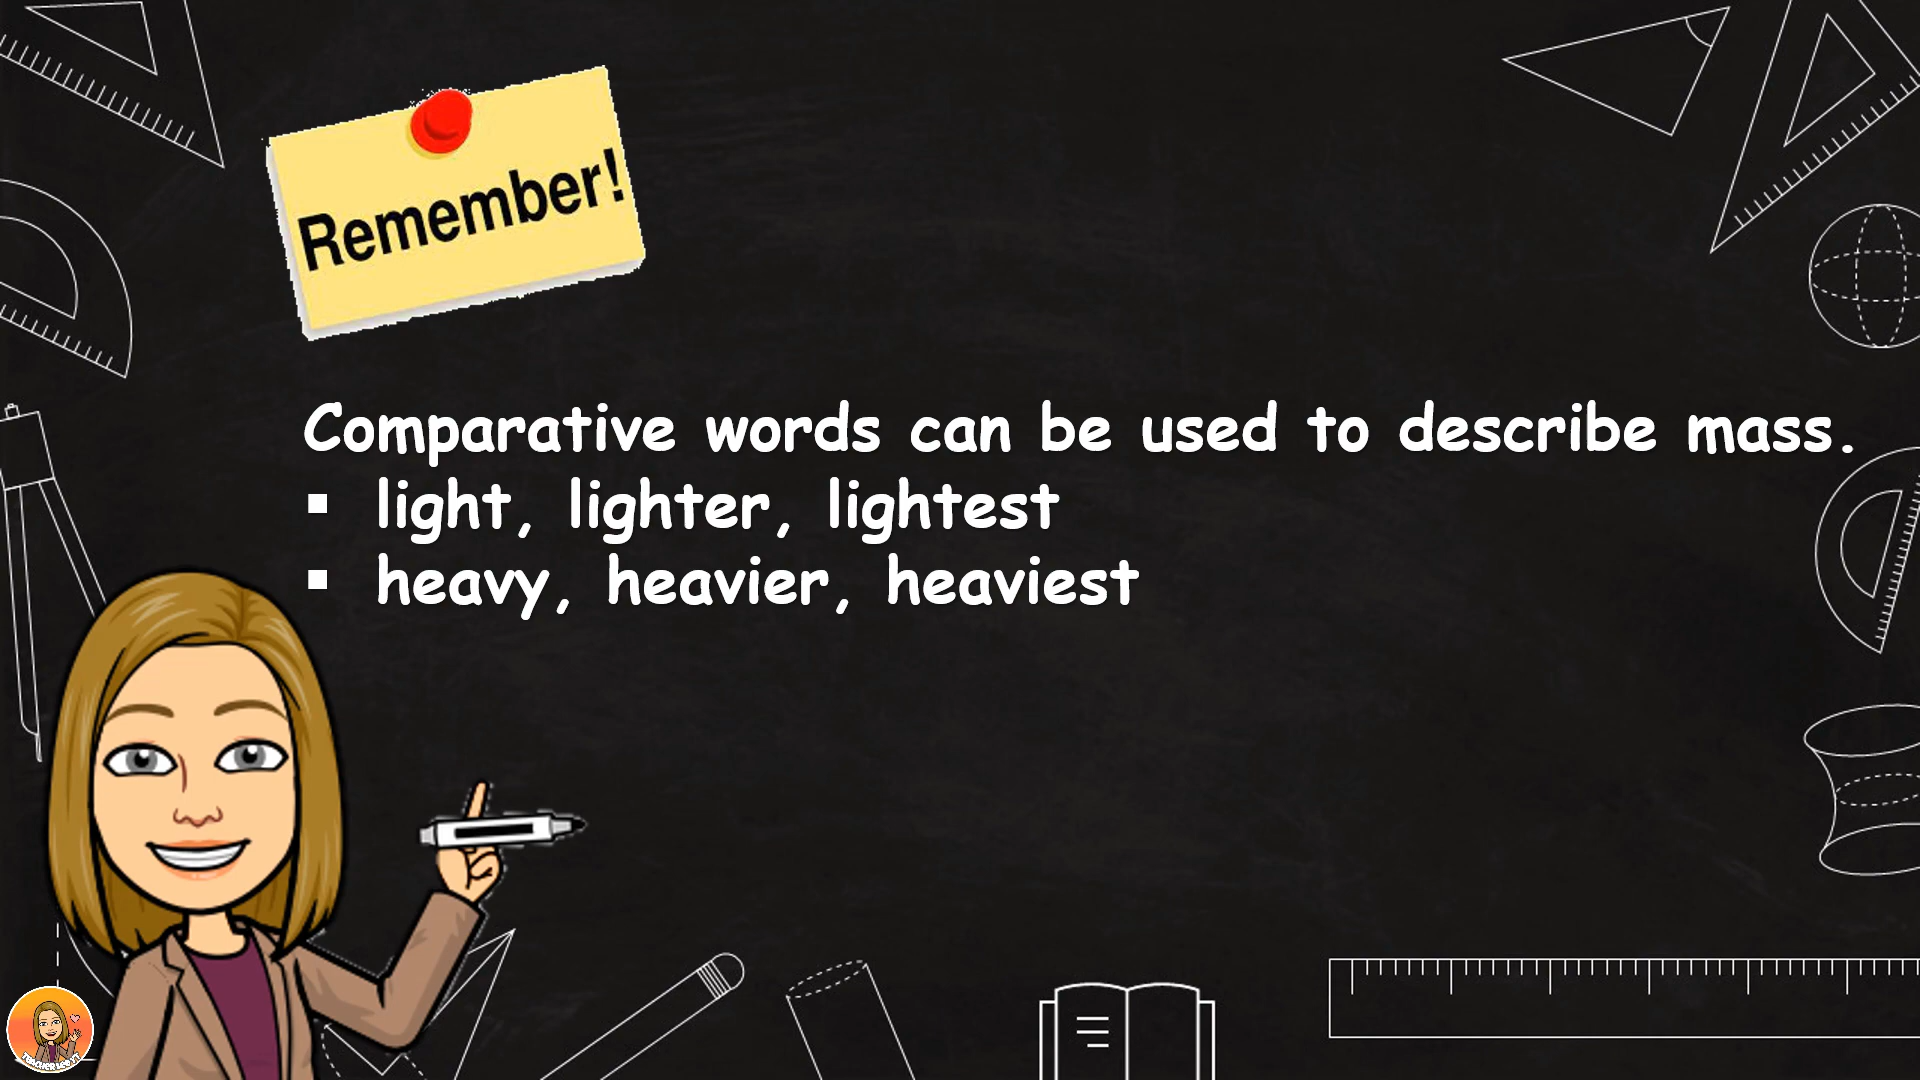 Remember!
Comparative words can be used to describe mass.
▪ light, lighter, lightest
▪ heavy, heavier, heaviest